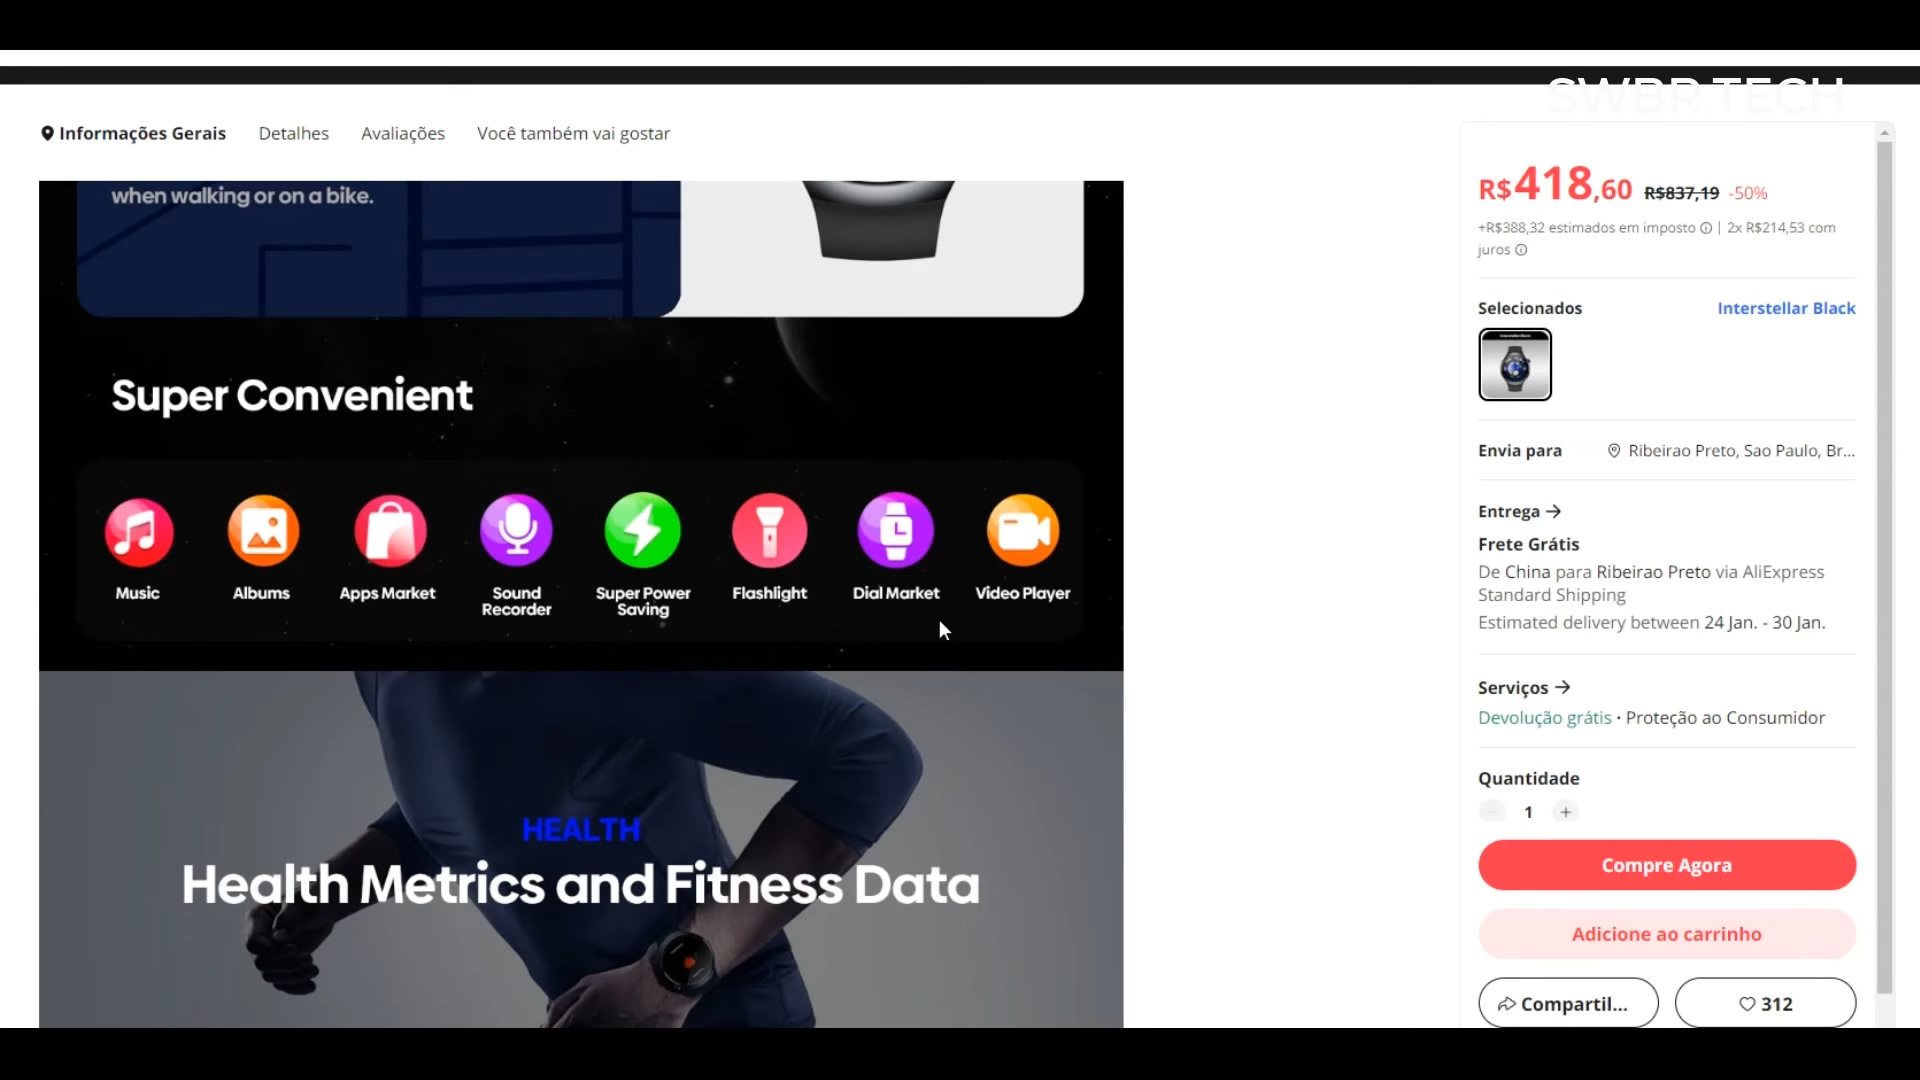 SWBR.TECH
Informações Gerais
Detalhes
Avaliações
Você também vai gostar
when walking or on a bike.
Super Convenient
Music
Albums
Apps Market
Sound
Recorder
Super Power
Saving
Flashlight
Dial Market
Video Player
HEALTH
Health Metrics and Fitness Data
R$418,60 R$837,19 -50%
+R$388,32 estimados em imposto | 2x R$214,53 com
juros
Selecionados
Interstellar Black
Envia para
Ribeirao Preto, Sao Paulo, Br...
Entrega
Frete Grátis
De China para Ribeirao Preto via AliExpress
Standard Shipping
Estimated delivery between 24 Jan. - 30 Jan.
Serviços
Devolução grátis · Proteção ao Consumidor
Quantidade
1 +
Compre Agora
Adicione ao carrinho
Compartil...
312